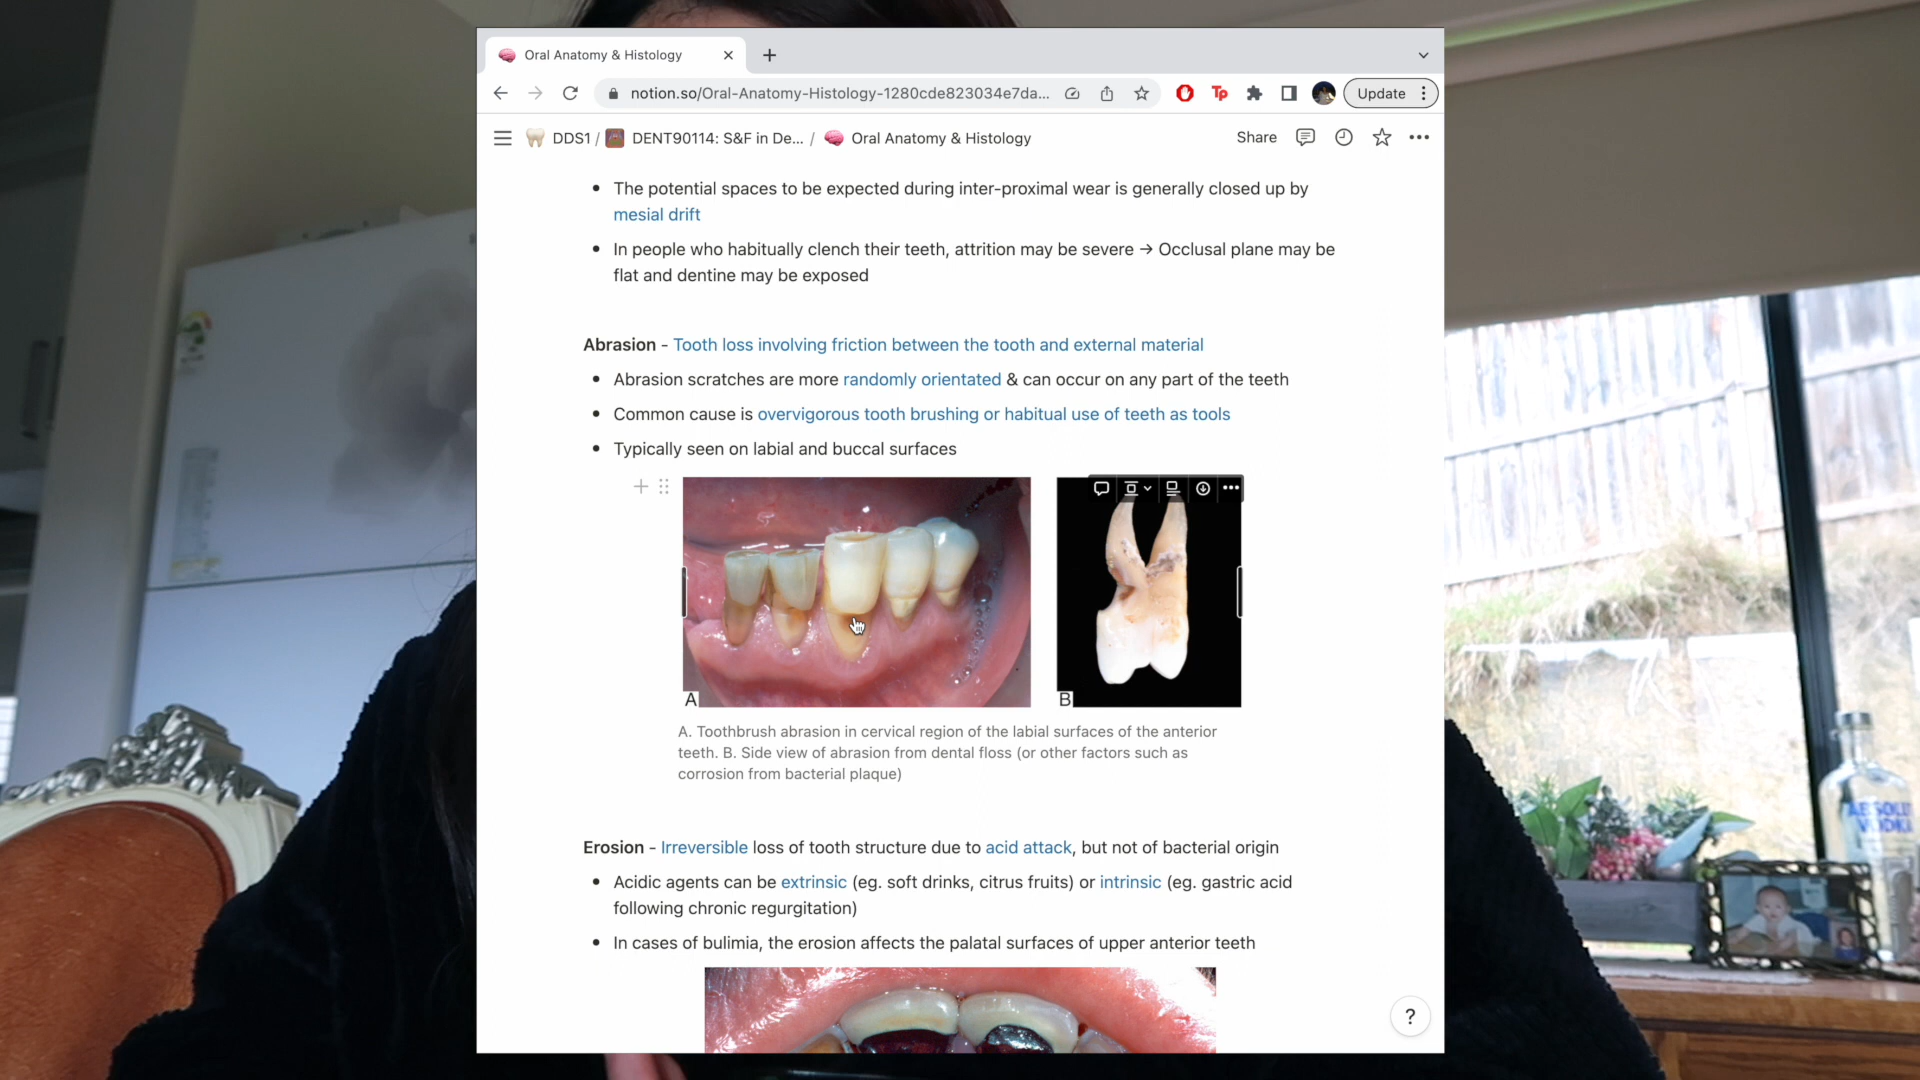 Oral Anatomy & Histology
notion.so/Oral-Anatomy-Histology-1280cde823034e7da...
Tp
Update
DDS1 / DENT90114: S&F in De... / Oral Anatomy & Histology
Share
The potential spaces to be expected during inter-proximal wear is generally closed up by
mesial drift
In people who habitually clench their teeth, attrition may be severe → Occlusal plane may be
flat and dentine may be exposed
Abrasion - Tooth loss involving friction between the tooth and external material
Abrasion scratches are more randomly orientated & can occur on any part of the teeth
Common cause is overvigorous tooth brushing or habitual use of teeth as tools
Typically seen on labial and buccal surfaces
A
B
A. Toothbrush abrasion in cervical region of the labial surfaces of the anterior
teeth. B. Side view of abrasion from dental floss (or other factors such as
corrosion from bacterial plaque)
Erosion - Irreversible loss of tooth structure due to acid attack, but not of bacterial origin
Acidic agents can be extrinsic (eg. soft drinks, citrus fruits) or intrinsic (eg. gastric acid
following chronic regurgitation)
In cases of bulimia, the erosion affects the palatal surfaces of upper anterior teeth
?
ABSOLUT
VODKA